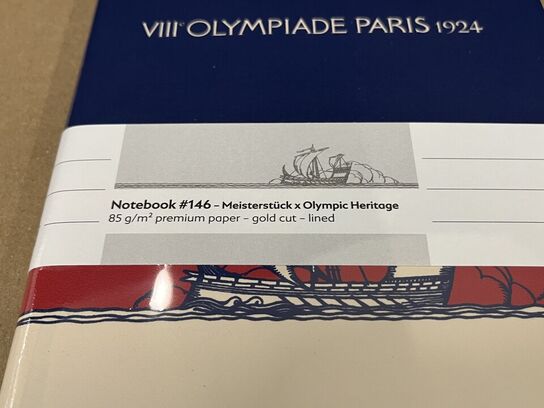 VIIIᵉ OLYMPIADE PARIS 1924
Notebook #146 – Meisterstück x Olympic Heritage
85 g/m² premium paper – gold cut – lined